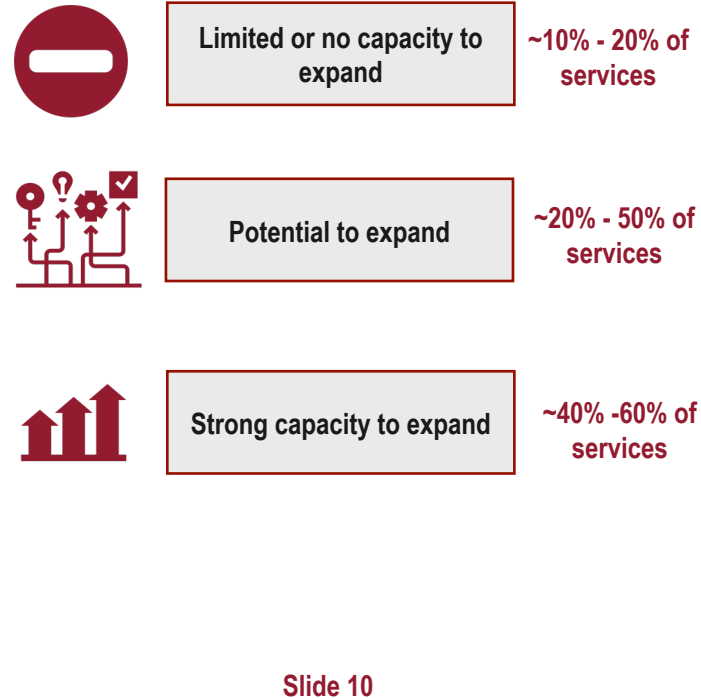 Limited or no capacity to
expand
~10% - 20% of
services
Potential to expand
~20% - 50% of
services
Strong capacity to expand
~40% -60% of
services
Slide 10